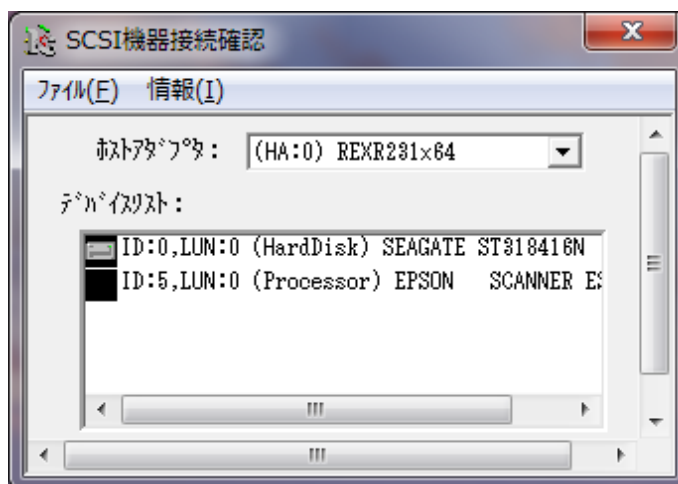 SCSI機器接続確認
ﾌｧｲﾙ(F) 情報(I)
ﾎｽﾄｱﾀﾞﾌﾟﾀ : (HA:0) REXR231x64
ﾃﾞﾊﾞｲｽﾘｽﾄ :
ID:0,LUN:0 (HardDisk) SEAGATE ST318416N
ID:5,LUN:0 (Processor) EPSON SCANNER ES